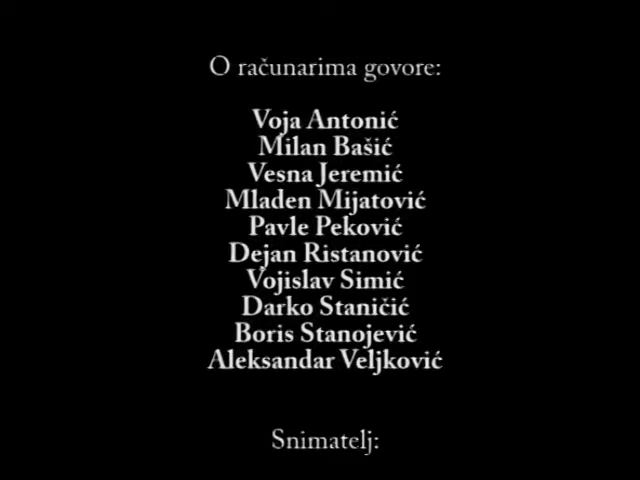 O računarima govore:
Voja Antonić
Milan Bašić
Vesna Jeremić
Mladen Mijatović
Pavle Peković
Dejan Ristanović
Vojislav Simić
Darko Staničić
Boris Stanojević
Aleksandar Veljković
Snimatelj: